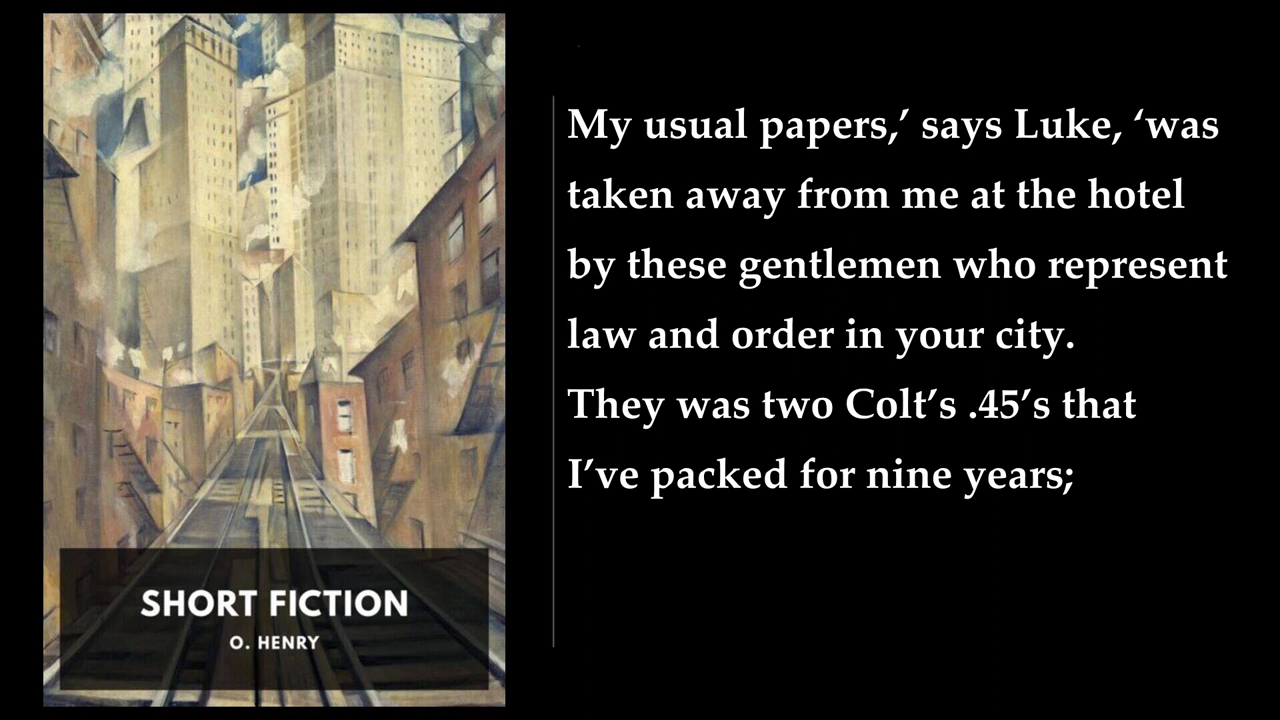 My usual papers,’ says Luke, ‘was
taken away from me at the hotel
by these gentlemen who represent
law and order in your city.
They was two Colt’s .45’s that
I’ve packed for nine years;
SHORT FICTION
O. HENRY